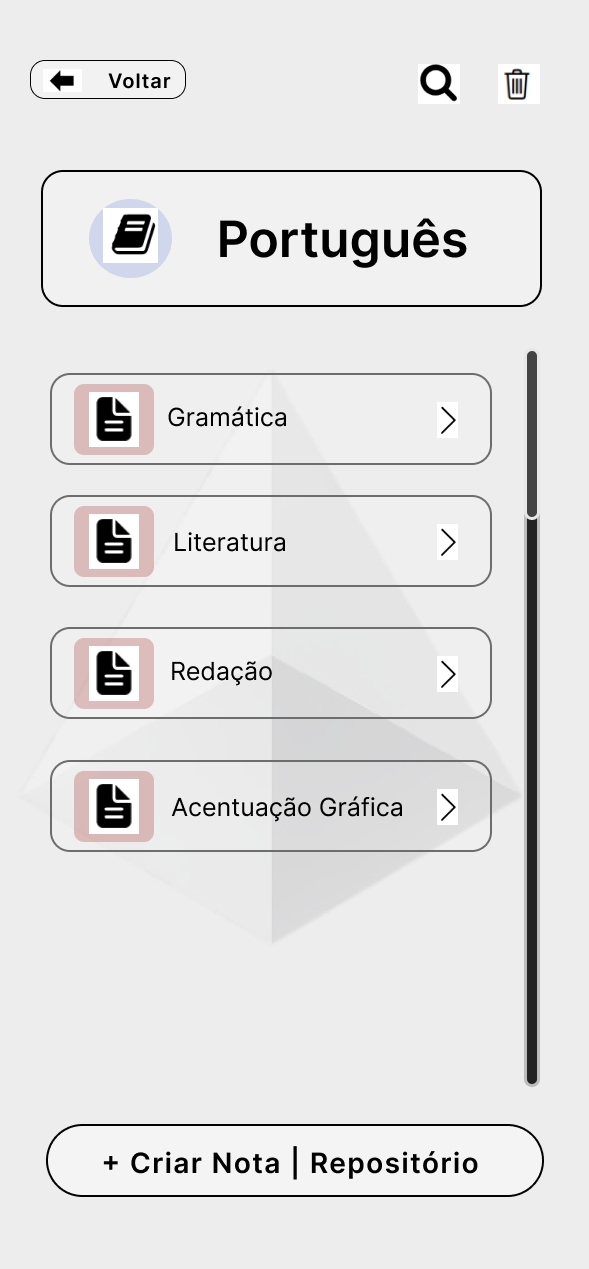 Voltar
Português
Gramática
Literatura
Redação
Acentuação Gráfica
+ Criar Nota | Repositório